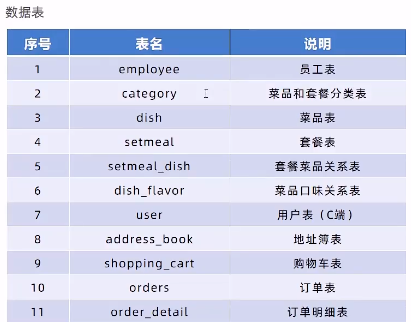 数据表
序号 表名 说明
1 employee 员工表
2 category 菜品和套餐分类表
3 dish 菜品表
4 setmeal 套餐表
5 setmeal_dish 套餐菜品关系表
6 dish_flavor 菜品口味关系表
7 user 用户表（C端）
8 address_book 地址簿表
9 shopping_cart 购物车表
10 orders 订单表
11 order_detail 订单明细表